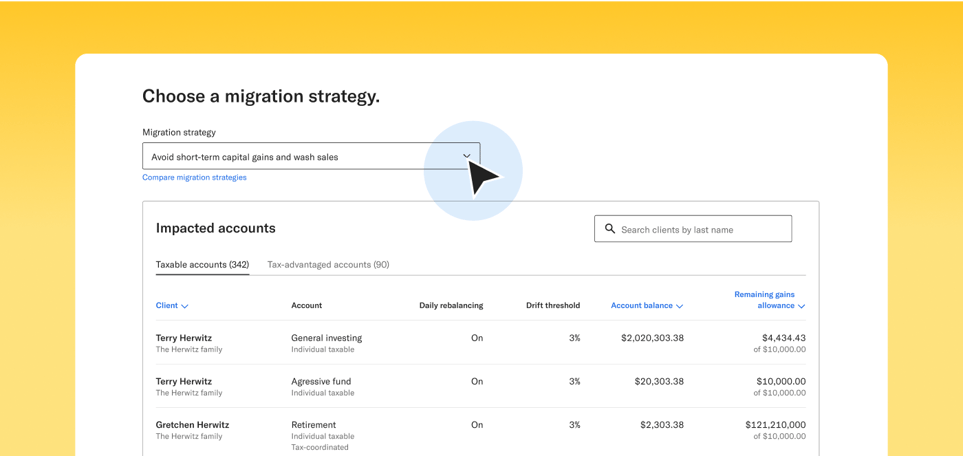 Choose a migration strategy.
Migration strategy
Avoid short-term capital gains and wash sales
Compare migration strategies
Impacted accounts
Search clients by last name
Taxable accounts (342) Tax-advantaged accounts (90)
Client Account Daily rebalancing Drift threshold Account balance Remaining gains
allowance
Terry Herwitz General investing On 3% $2,020,303.38 $4,434.43
The Herwitz family Individual taxable of $10,000.00
Terry Herwitz Agressive fund On 3% $20,303.38 $10,000.00
The Herwitz family Individual taxable of $10,000.00
Gretchen Herwitz Retirement On 3% $2,303.38 $121,210,000
The Herwitz family Individual taxable of $10,000.00
Tax-coordinated